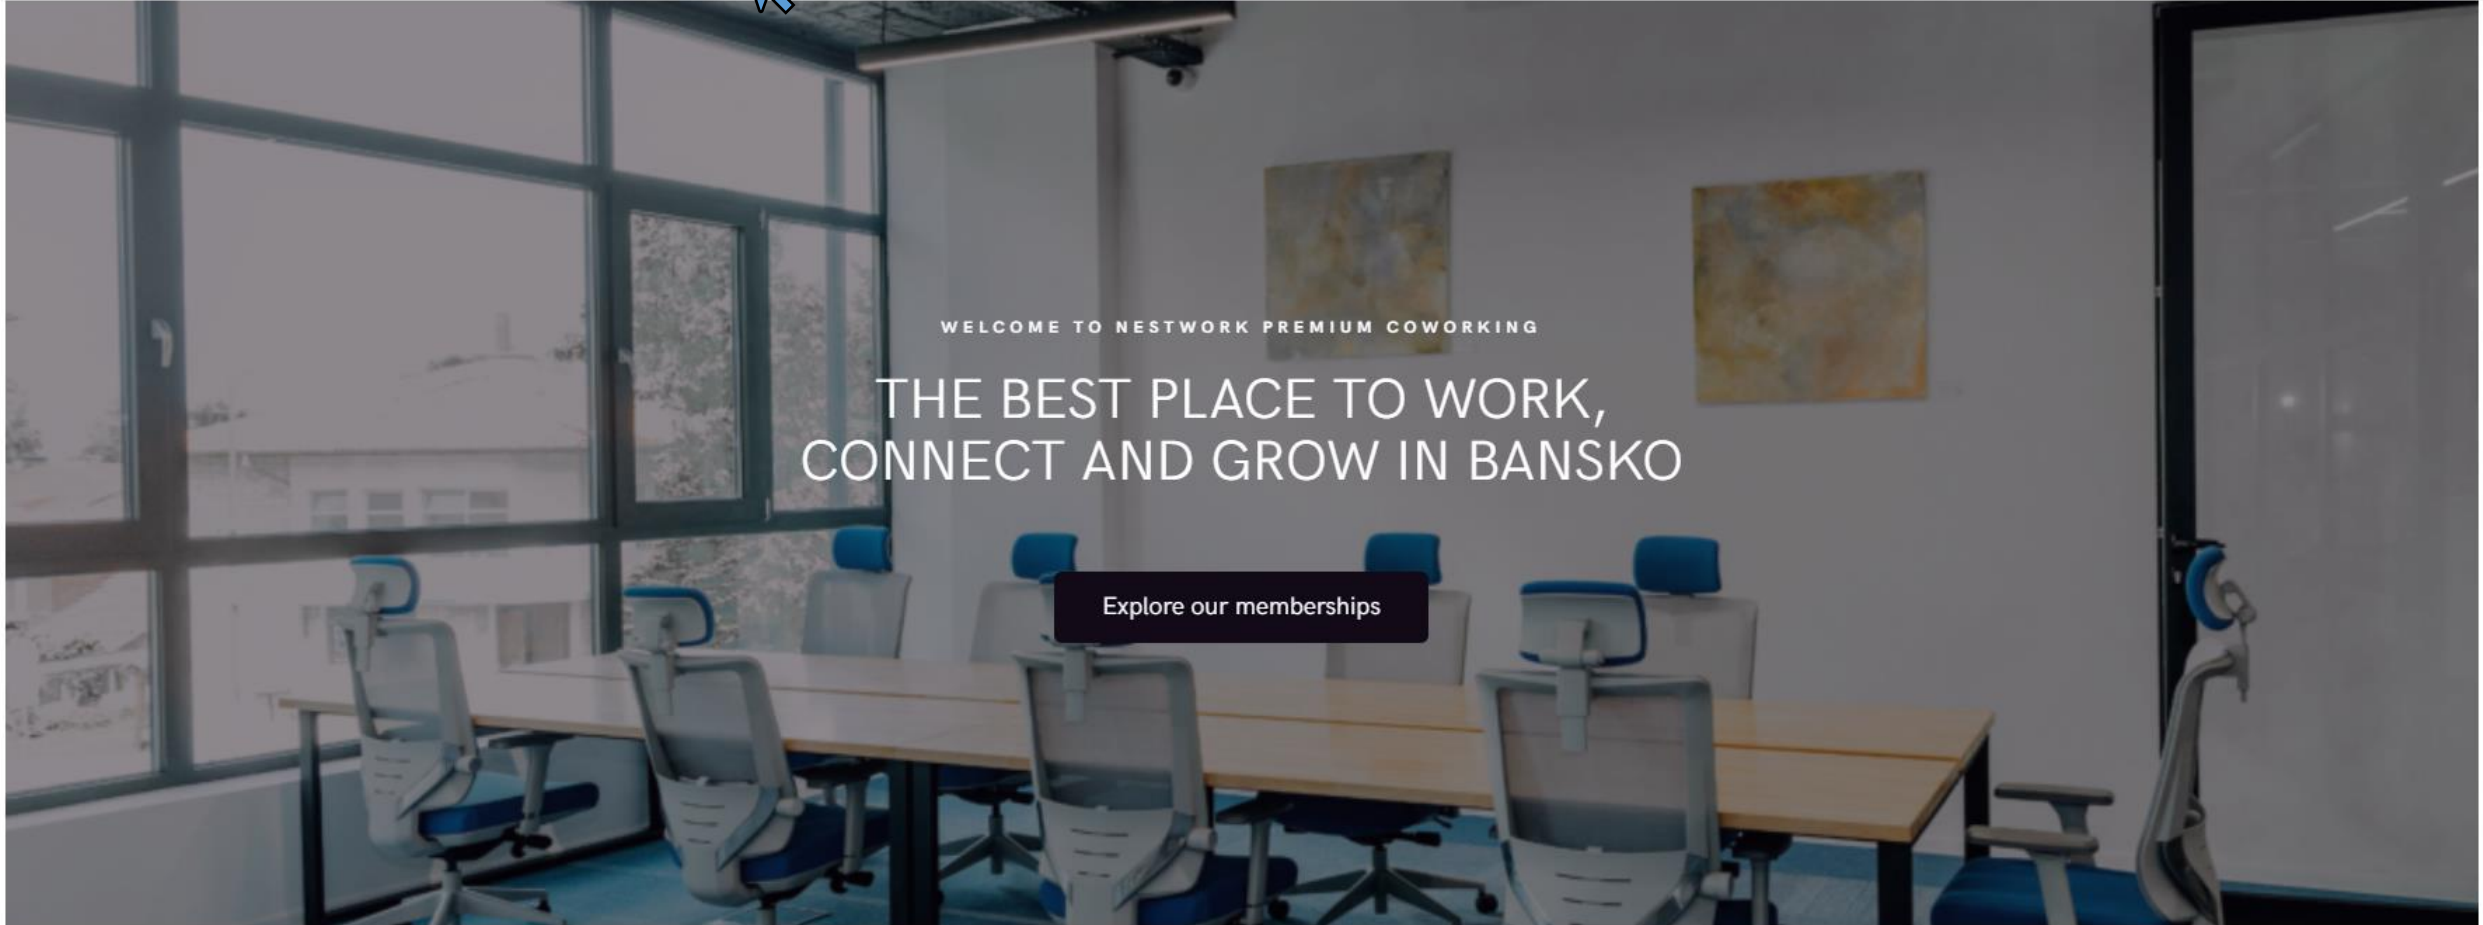 WELCOME TO NESTWORK PREMIUM COWORKING
THE BEST PLACE TO WORK,
CONNECT AND GROW IN BANSKO
Explore our memberships